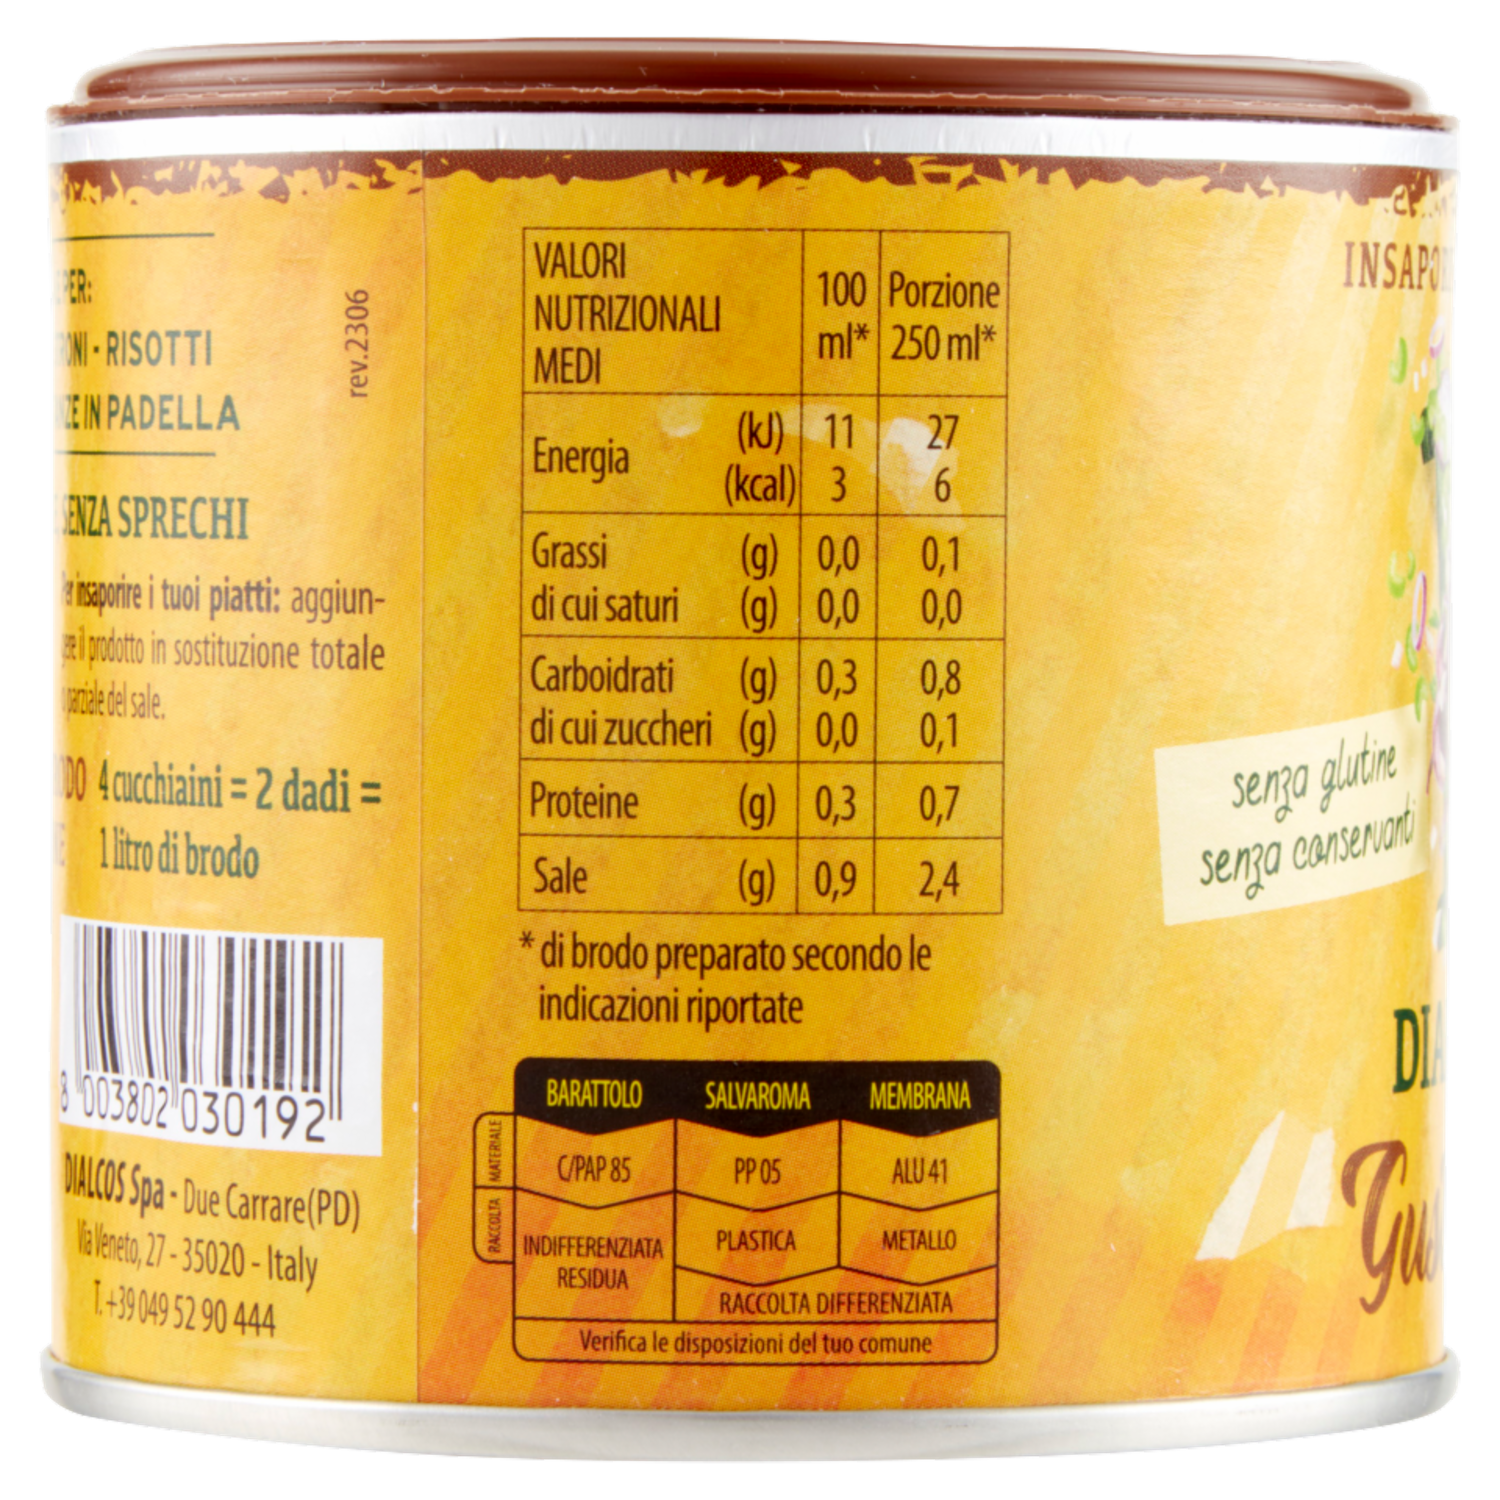 PER:
- RISOTTI
IN PADELLA
rev.2306
SENZA SPRECHI
Per insaporire i tuoi piatti: aggiun-
gere il prodotto in sostituzione totale
o parziale del sale.
4 cucchiaini = 2 dadi =
1 litro di brodo
8 003802 030192
DIALCOS Spa - Due Carrare(PD)
Via Veneto, 27 - 35020 - Italy
T. +39 049 52 90 444
VALORI NUTRIZIONALI MEDI 100 ml* Porzione 250 ml*
Energia (kJ) 11 27
(kcal) 3 6
Grassi (g) 0,0 0,1
di cui saturi (g) 0,0 0,0
Carboidrati (g) 0,3 0,8
di cui zuccheri (g) 0,0 0,1
Proteine (g) 0,3 0,7
Sale (g) 0,9 2,4
* di brodo preparato secondo le
indicazioni riportate
BARATTOLO SALVAROMA MEMBRANA
MATERIALE C/PAP 85 PP 05 ALU 41
RACCOLTA INDIFFERENZIATA RESIDUA PLASTICA METALLO
RACCOLTA DIFFERENZIATA
Verifica le disposizioni del tuo comune
senza glutine
senza conservanti